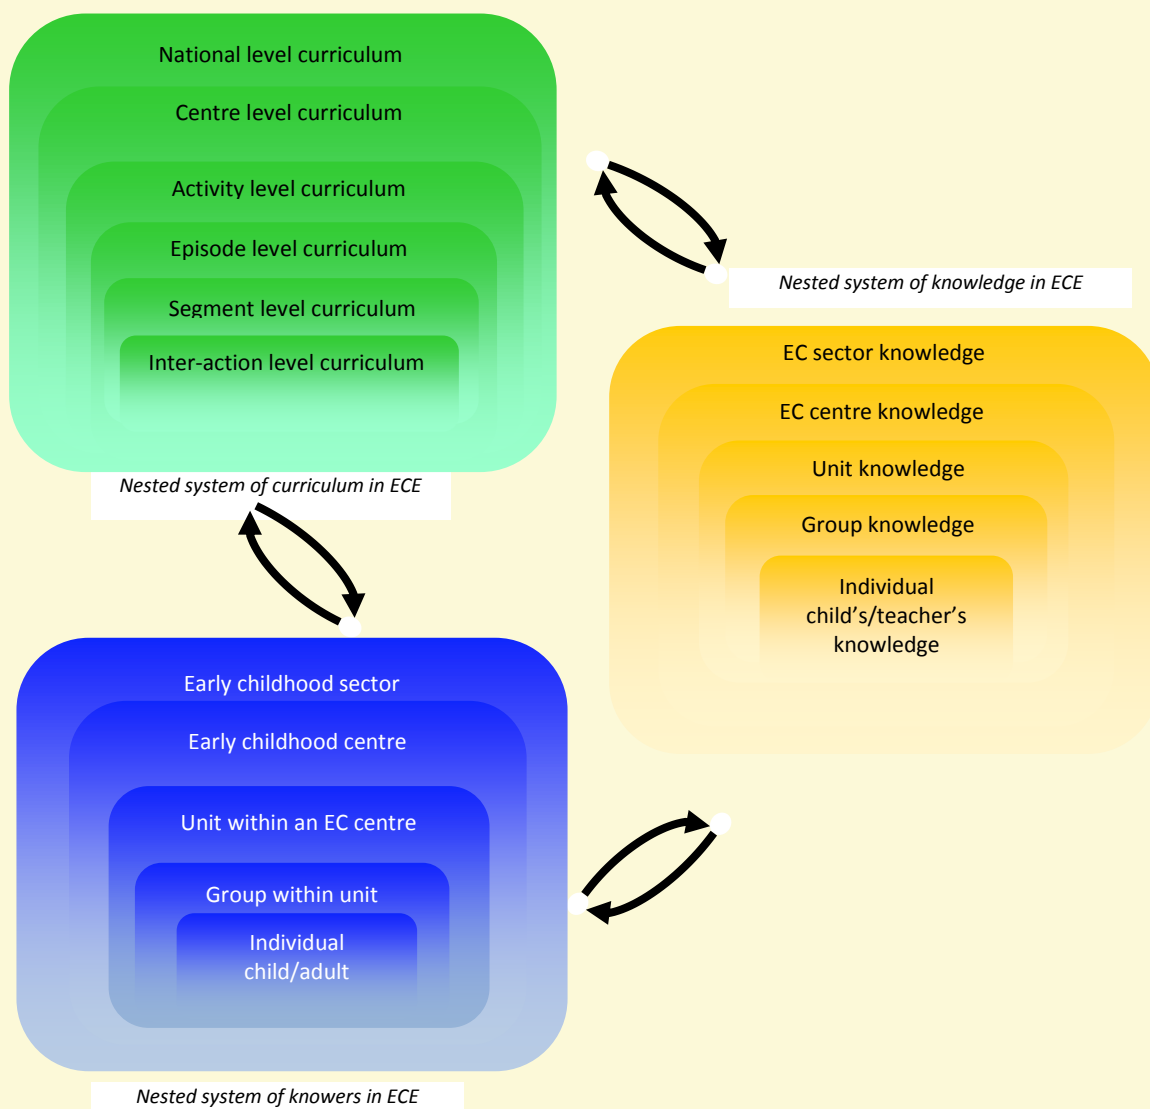 National level curriculum
Centre level curriculum
Activity level curriculum
Episode level curriculum
Segment level curriculum
Inter-action level curriculum
Nested system of curriculum in ECE
Nested system of knowledge in ECE
EC sector knowledge
EC centre knowledge
Unit knowledge
Group knowledge
Individual
child’s/teacher’s
knowledge
Early childhood sector
Early childhood centre
Unit within an EC centre
Group within unit
Individual
child/adult
Nested system of knowers in ECE